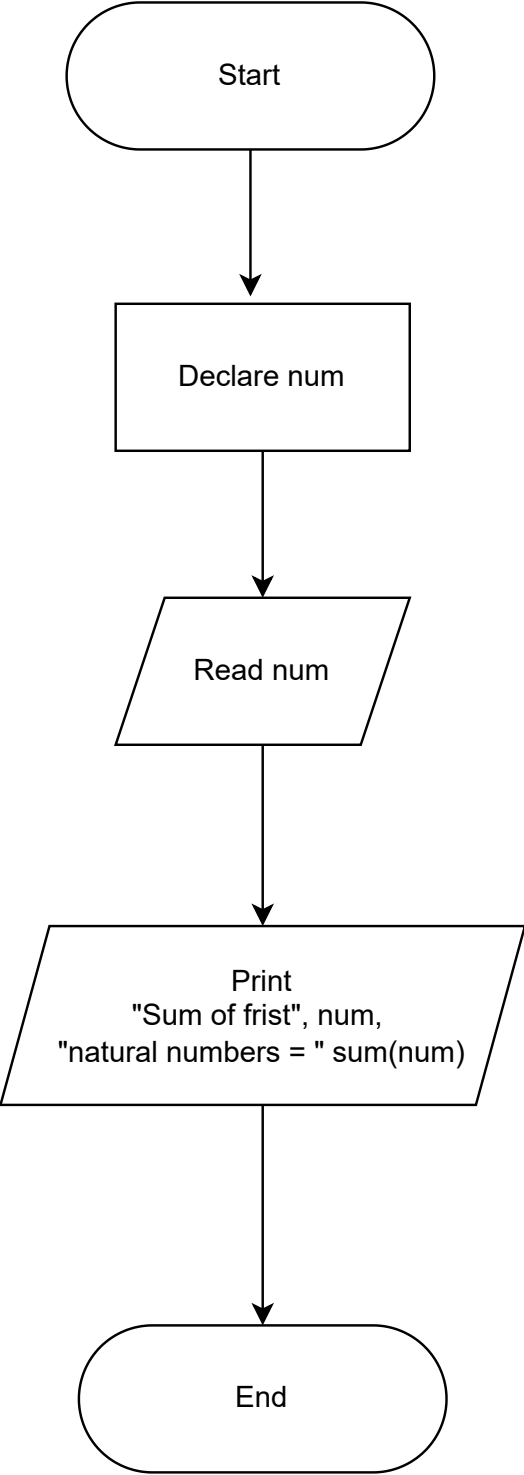 Start
Declare num
Read num
Print
"Sum of frist", num,
"natural numbers = " sum(num)
End